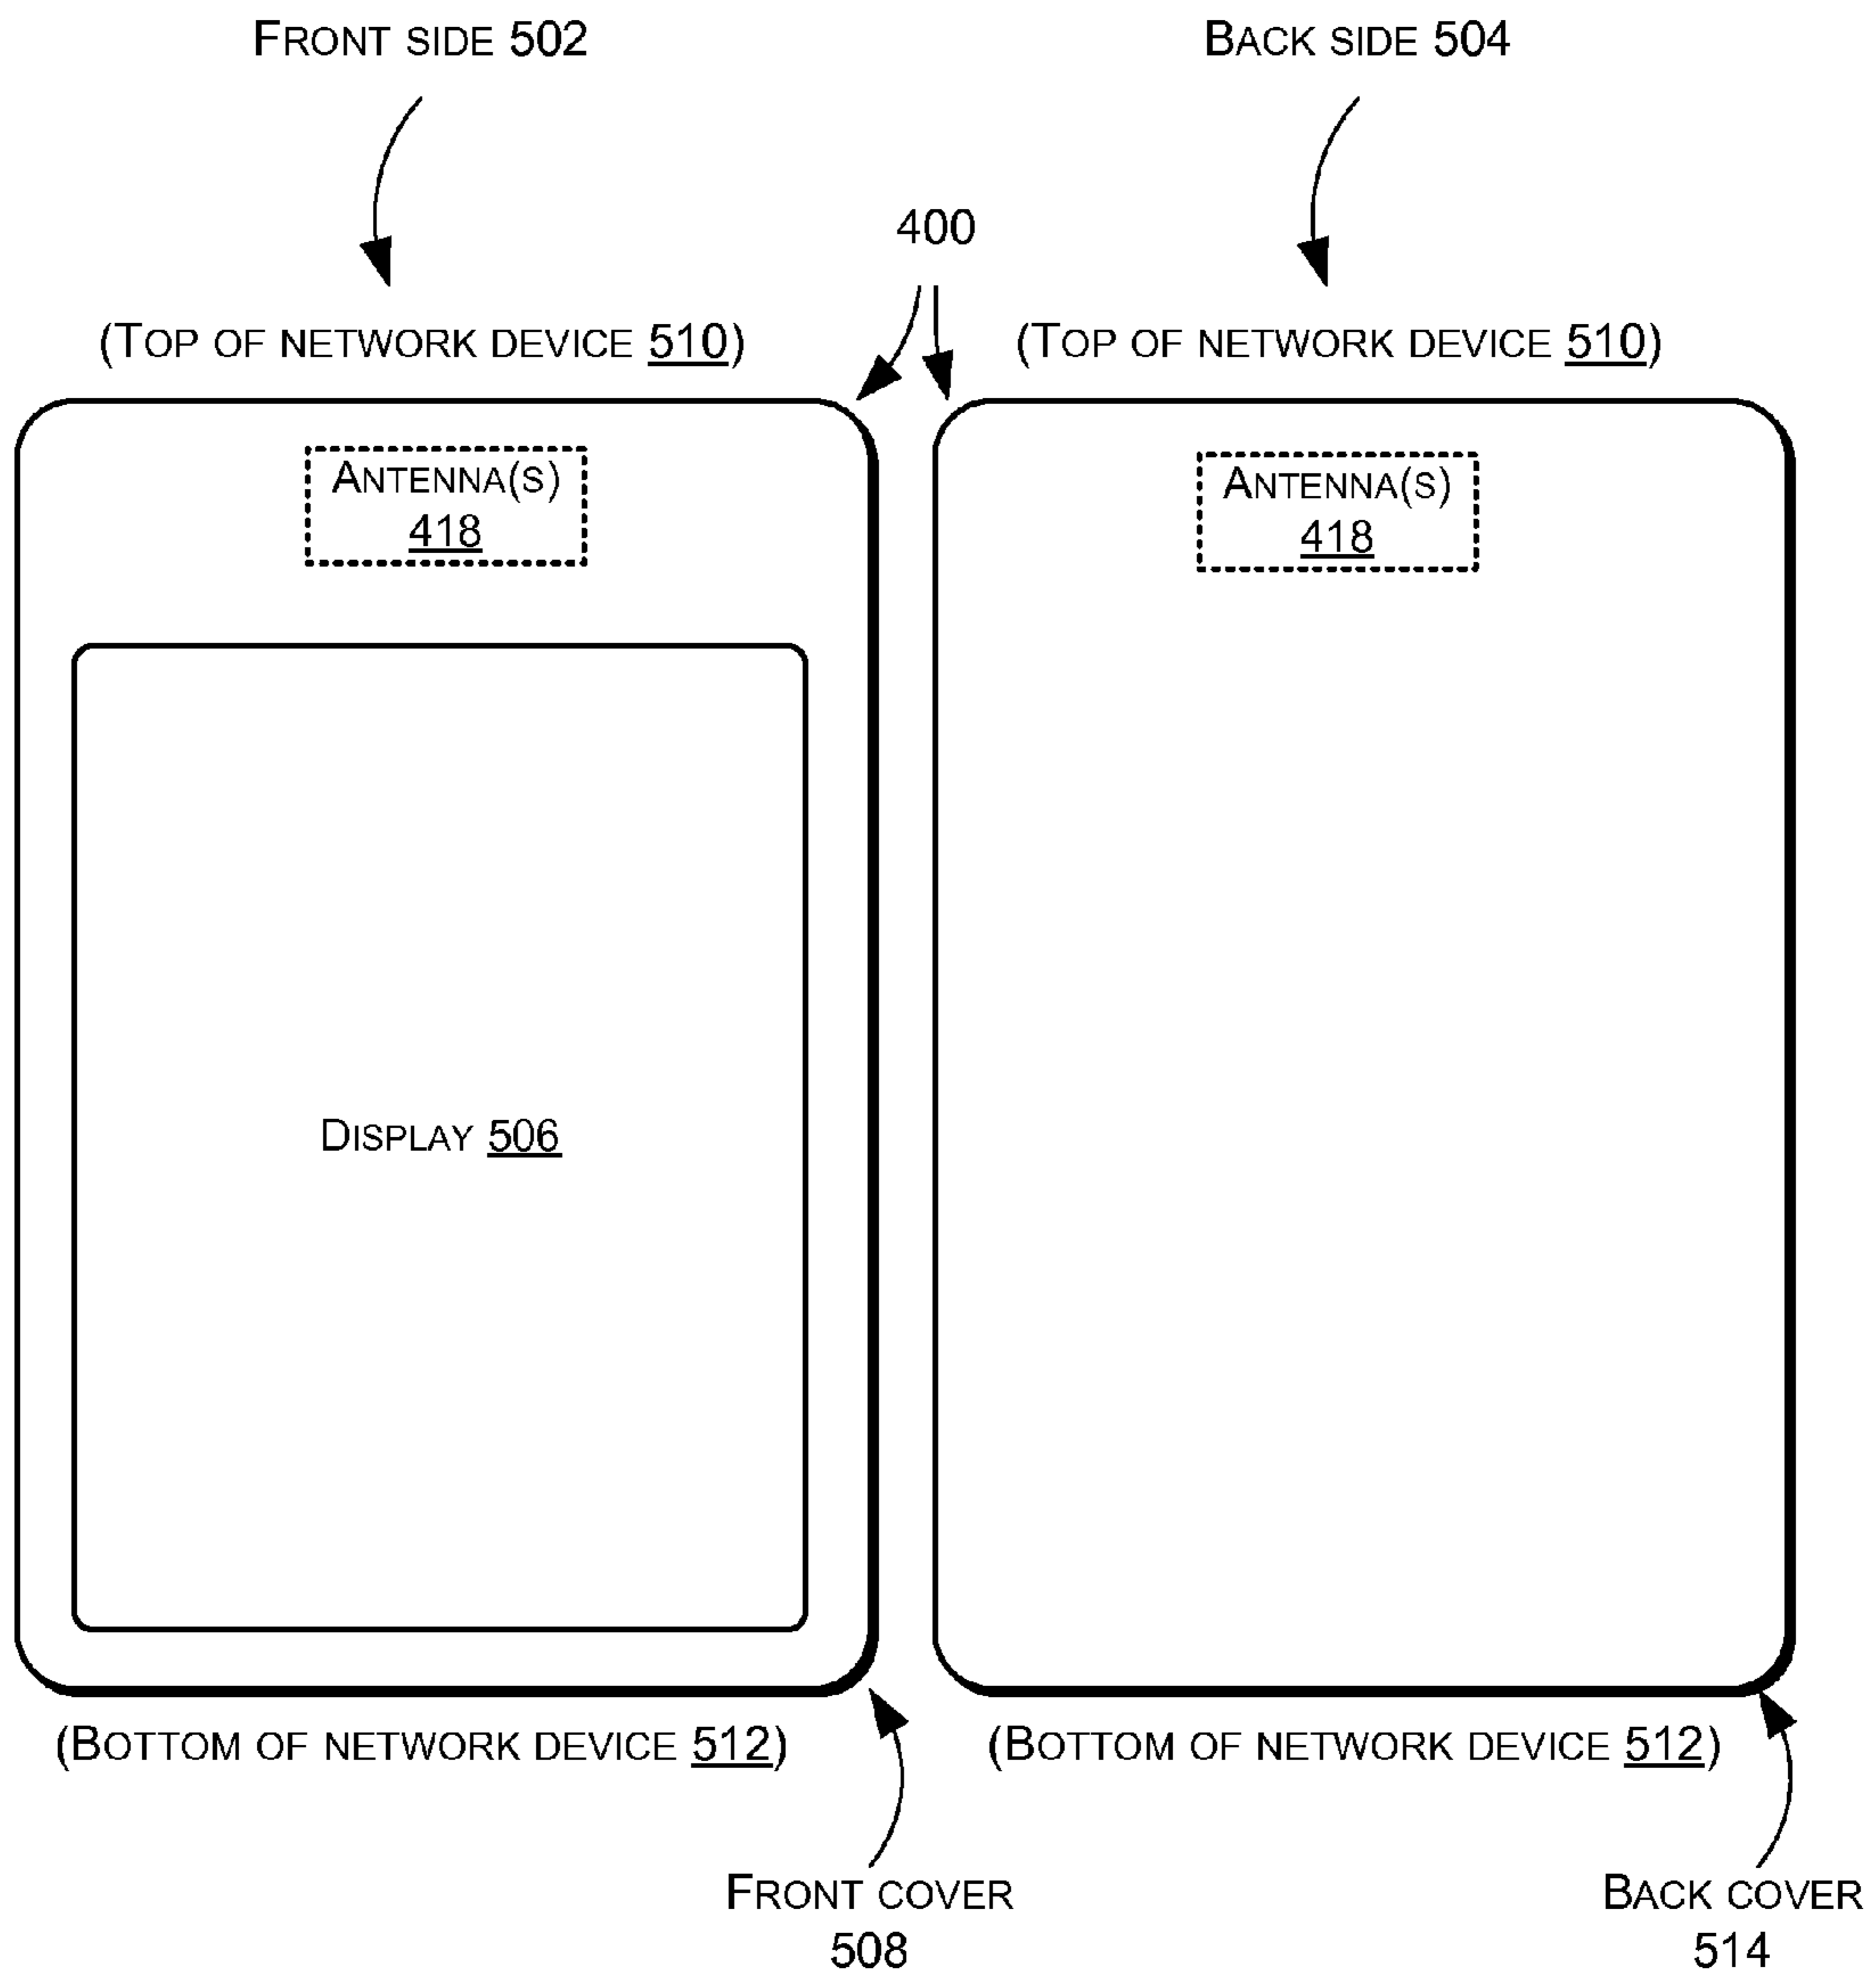 FRONT SIDE 502
BACK SIDE 504
400
(TOP OF NETWORK DEVICE 510)
(TOP OF NETWORK DEVICE 510)
ANTENNA(S)
418
ANTENNA(S)
418
DISPLAY 506
(BOTTOM OF NETWORK DEVICE 512)
(BOTTOM OF NETWORK DEVICE 512)
FRONT COVER
508
BACK COVER
514